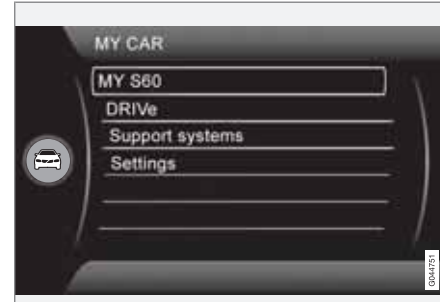 MY CAR
MY S60
DRIVe
Support systems
Settings
G044751